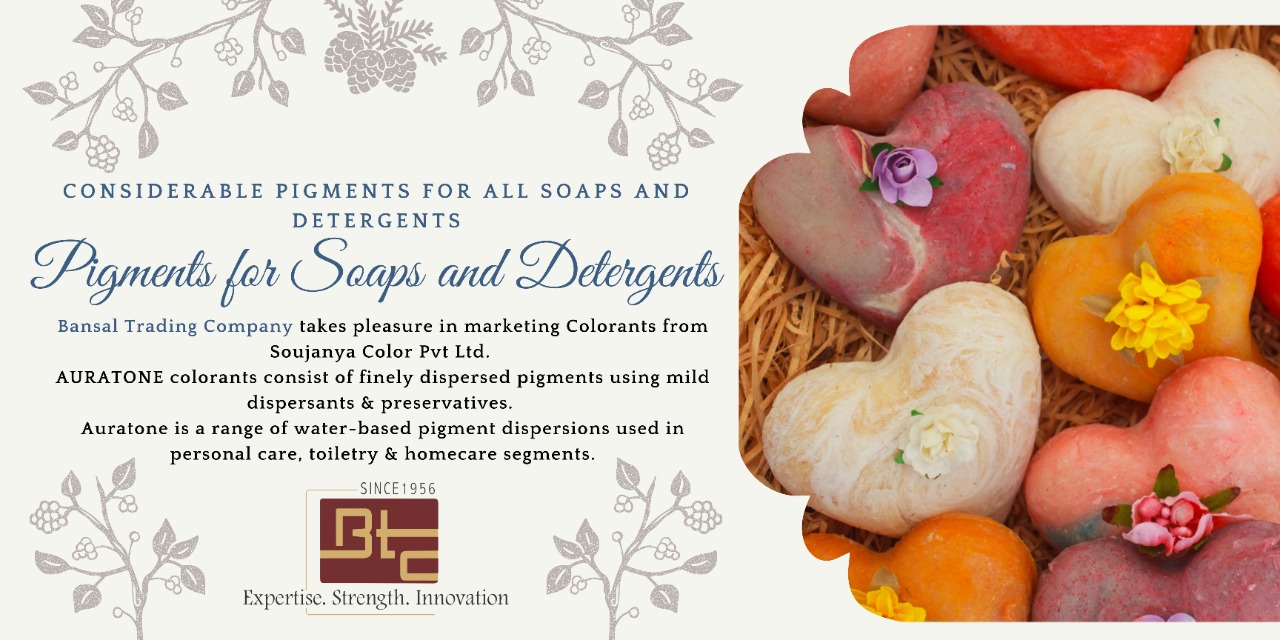 CONSIDERABLE PIGMENTS FOR ALL SOAPS AND
DETERGENTS
Pigments for Soaps and Detergents
Bansal Trading Company takes pleasure in marketing Colorants from
Soujanya Color Pvt Ltd.
AURATONE colorants consist of finely dispersed pigments using mild
dispersants & preservatives.
Auratone is a range of water-based pigment dispersions used in
personal care, toiletry & homecare segments.
SINCE1956
Btc
Expertise. Strength. Innovation